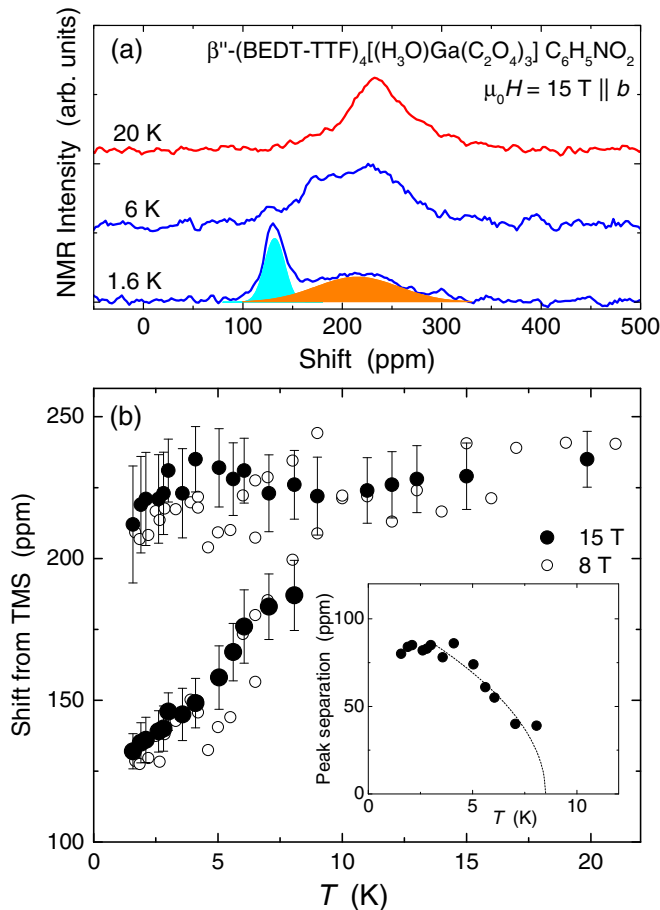 (a)
β''-(BEDT-TTF)₄[(H₃O)Ga(C₂O₄)₃] C₆H₅NO₂
μ₀H = 15 T || b
20 K
6 K
1.6 K
NMR Intensity (arb. units)
0 100 200 300 400 500
Shift (ppm)
(b)
250
200
150
100
Shift from TMS (ppm)
15 T
8 T
100
50
0
Peak separation (ppm)
0 5 10
T (K)
0 5 10 15 20
T (K)